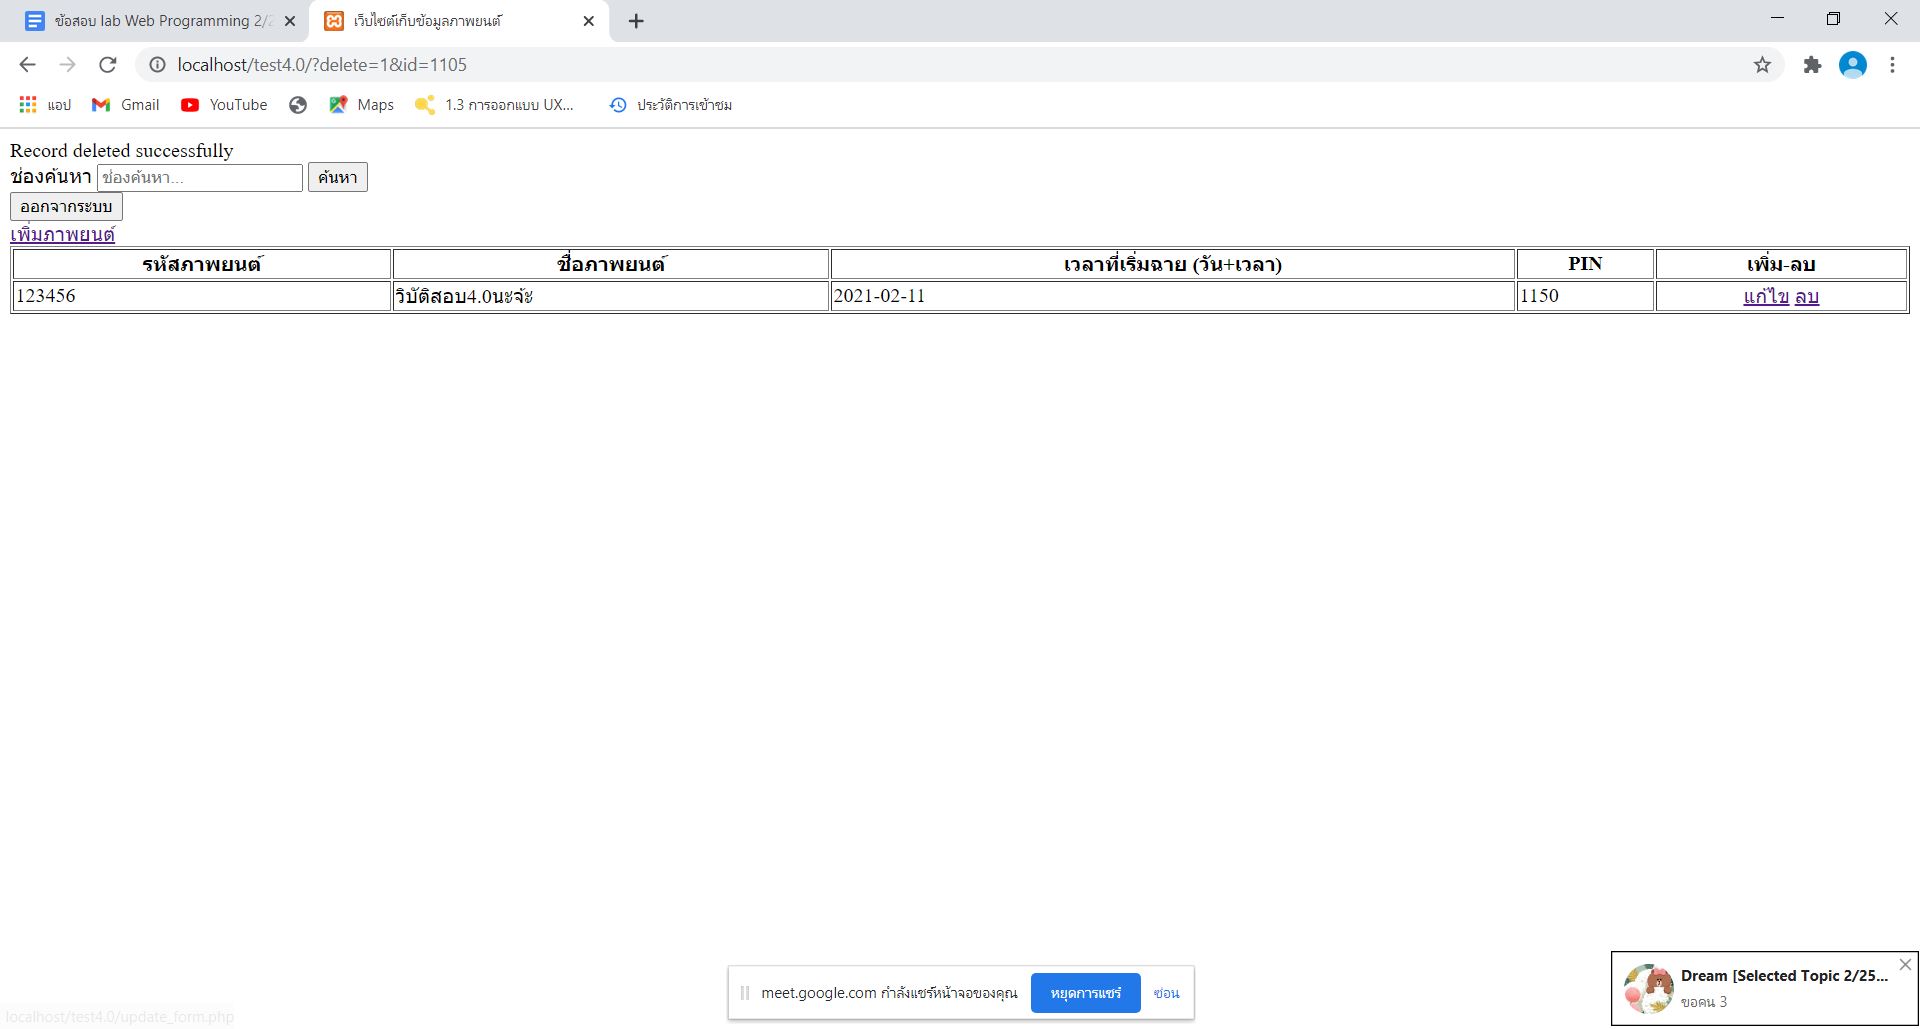 ข้อสอบ lab Web Programming 2/2
เว็บไซต์เก็บข้อมูลภาพยนต์
localhost/test4.0/?delete=1&id=1105
แอป Gmail YouTube Maps 1.3 การออกแบบ UX... ประวัติการเข้าชม
Record deleted successfully
ช่องค้นหา ช่องค้นหา... ค้นหา
ออกจากระบบ
เพิ่มภาพยนต์
รหัสภาพยนต์ ชื่อภาพยนต์ เวลาที่เริ่มฉาย (วัน+เวลา) PIN เพิ่ม-ลบ
123456 วิบัติสอบ4.0นะจ้ะ 2021-02-11 1150 แก้ไข ลบ
meet.google.com กำลังแชร์หน้าจอของคุณ หยุดการแชร์ ซ่อน
Dream [Selected Topic 2/25...
ขอคน 3
localhost/test4.0/update_form.php